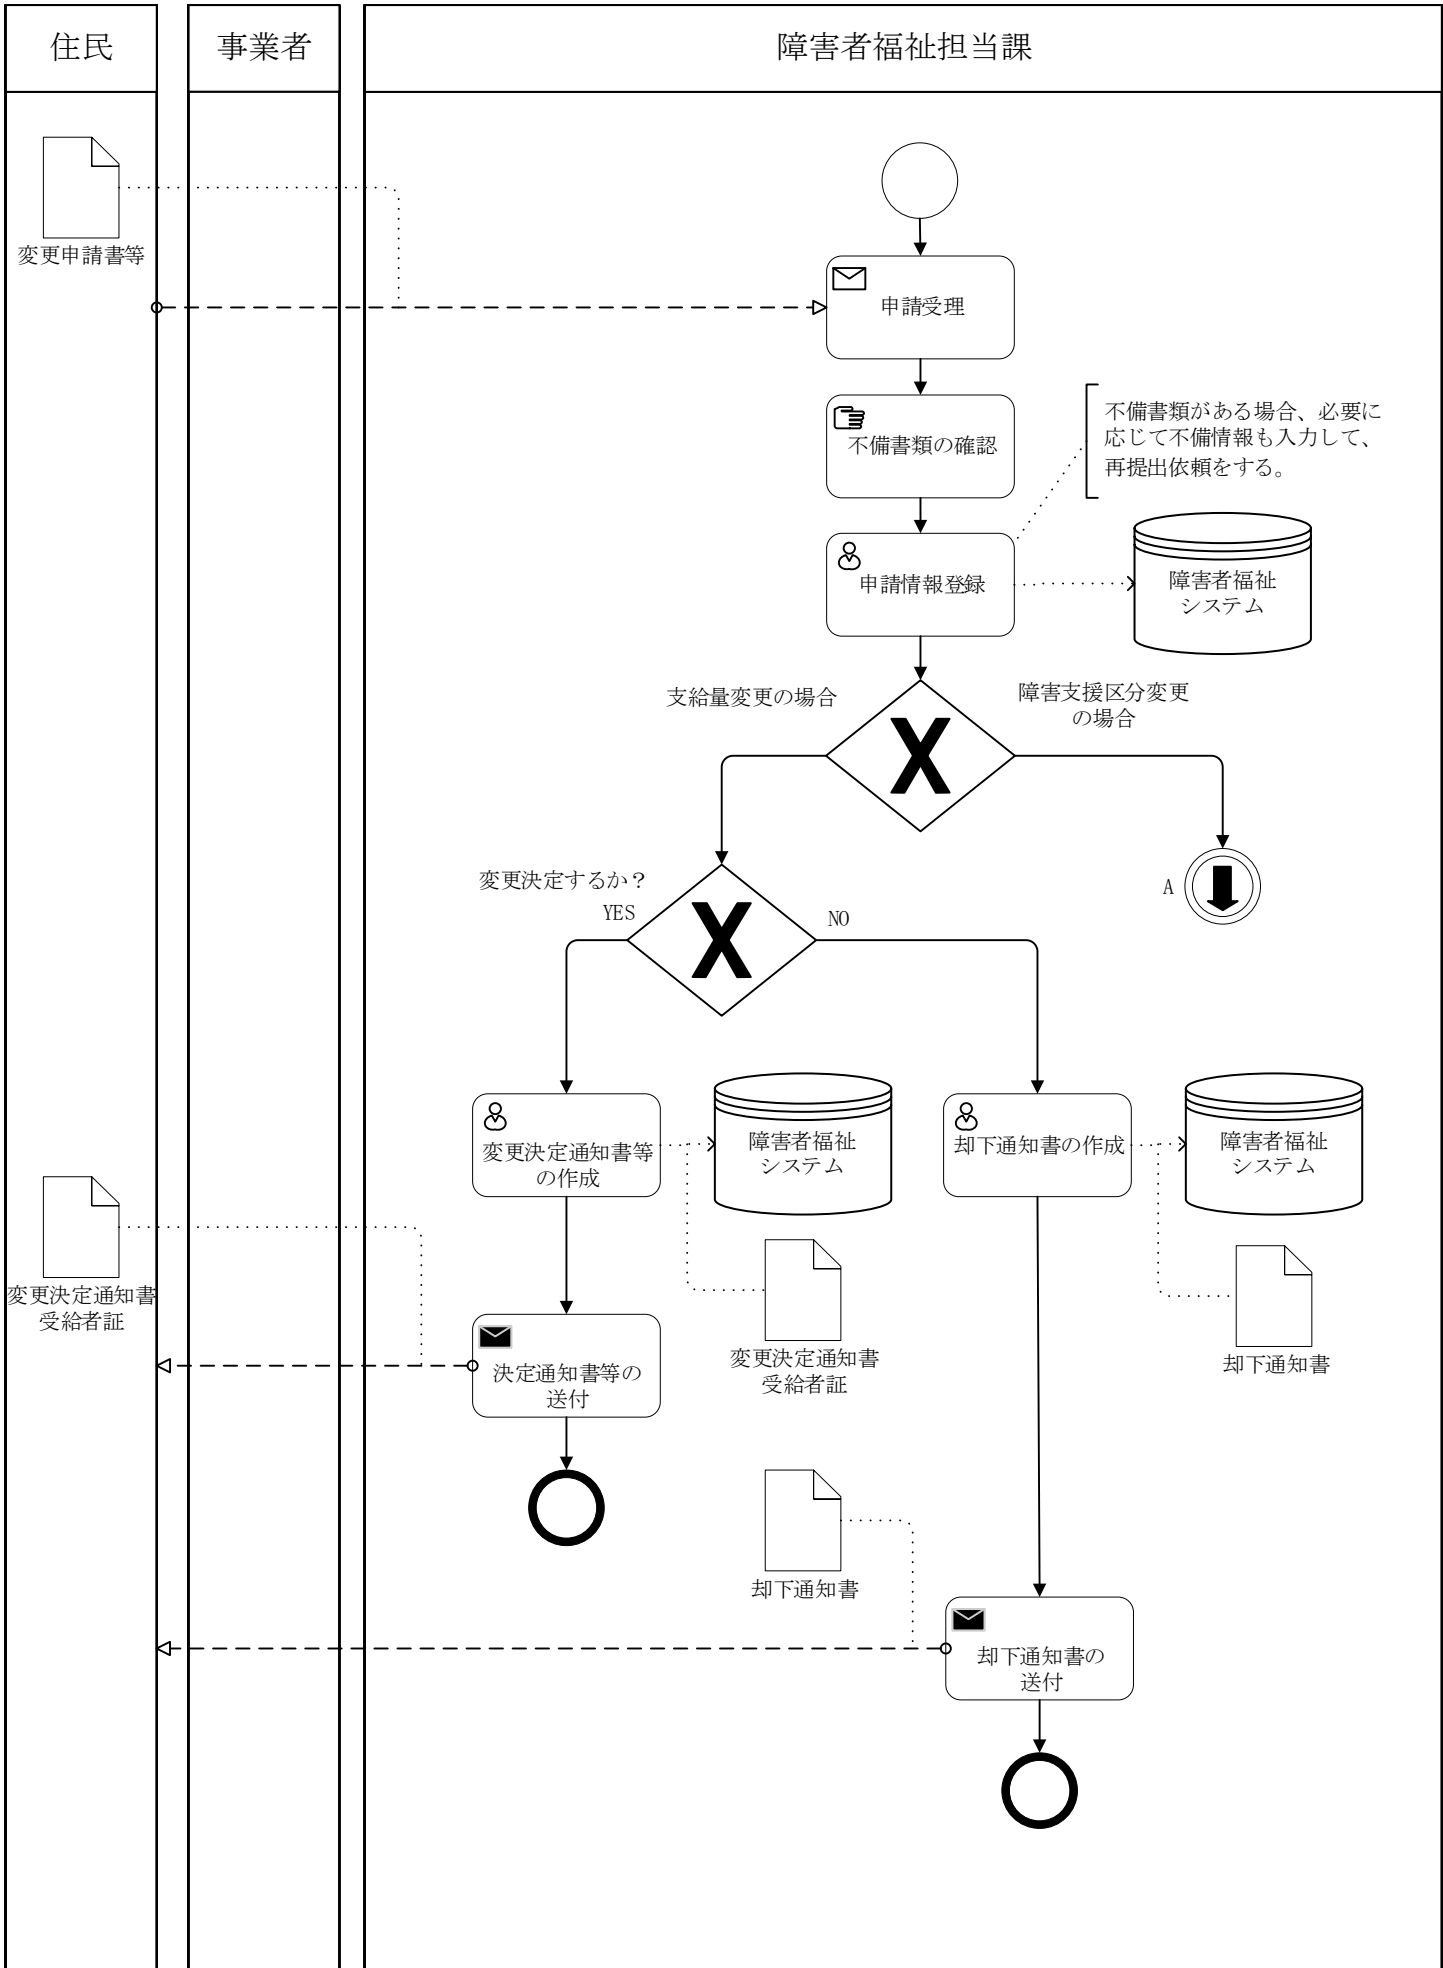 住民
事業者
障害者福祉担当課
変更申請書等
申請受理
不備書類の確認
不備書類がある場合、必要に
応じて不備情報も入力して、
再提出依頼をする。
申請情報登録
障害者福祉
システム
支給量変更の場合
障害支援区分変更
の場合
A
変更決定するか？
YES
NO
変更決定通知書等
の作成
障害者福祉
システム
却下通知書の作成
障害者福祉
システム
変更決定通知書
受給者証
決定通知書等の
送付
変更決定通知書
受給者証
却下通知書
却下通知書
却下通知書の
送付